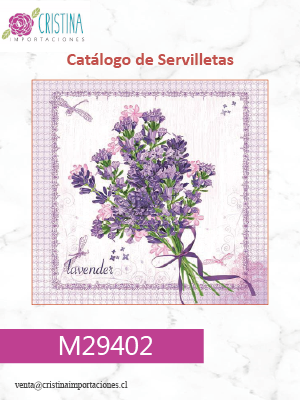 CRISTINA
IMPORTACIONES
Catálogo de Servilletas
lavender
M29402
venta@cristinaimportaciones.cl